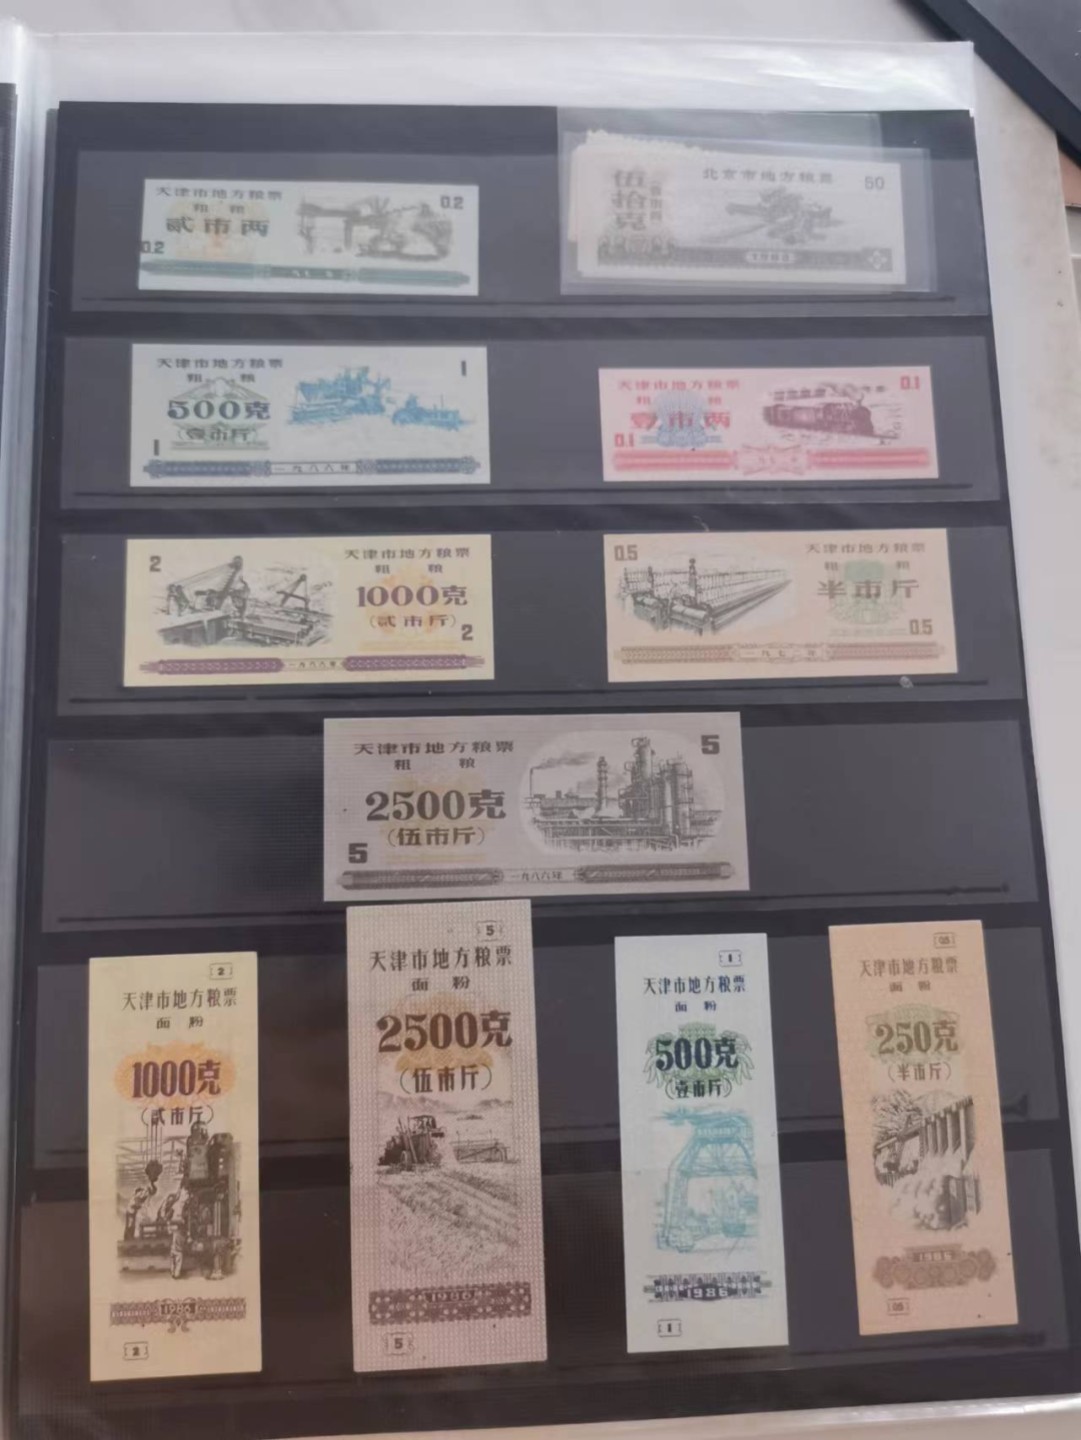 天津市地方粮票
0.2
粗 粮
贰市两
0.2
北京市地方粮票
50
伍拾克
天津市地方粮票
1
粗 粮
500克
(壹市斤)
1
一九八六年
天津市地方粮票
0.1
粗 粮
壹市两
0.1
2
天津市地方粮票
粗 粮
1000克
(贰市斤)
2
一九八六年
0.5
天津市地方粮票
粗 粮
半市斤
0.5
天津市地方粮票
5
粗 粮
2500克
(伍市斤)
5
一九八六年
2
天津市地方粮票
面 粉
1000克
(贰市斤)
1986
2
5
天津市地方粮票
面 粉
2500克
(伍市斤)
1986
5
1
天津市地方粮票
面 粉
500克
(壹市斤)
1986
1
05
天津市地方粮票
面 粉
250克
(半市斤)
1986
05